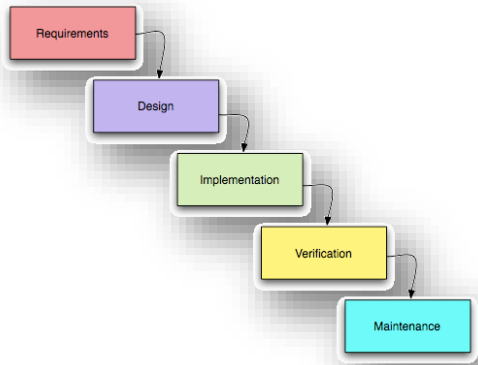 Requirements
Design
Implementation
Verification
Maintenance